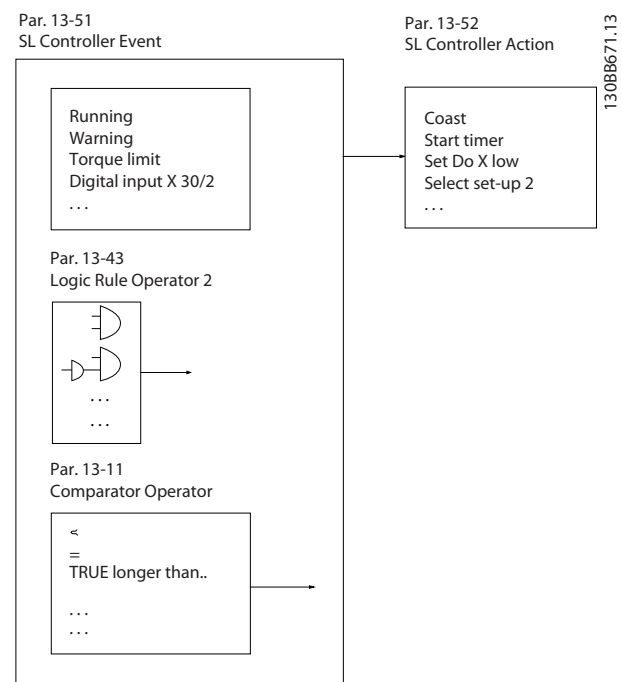 Par. 13-51
SL Controller Event
Par. 13-52
SL Controller Action
130BB671.13
Running
Warning
Torque limit
Digital input X 30/2
. . .
Coast
Start timer
Set Do X low
Select set-up 2
. . .
Par. 13-43
Logic Rule Operator 2
. . .
. . .
Par. 13-11
Comparator Operator
=
TRUE longer than..
. . .
. . .